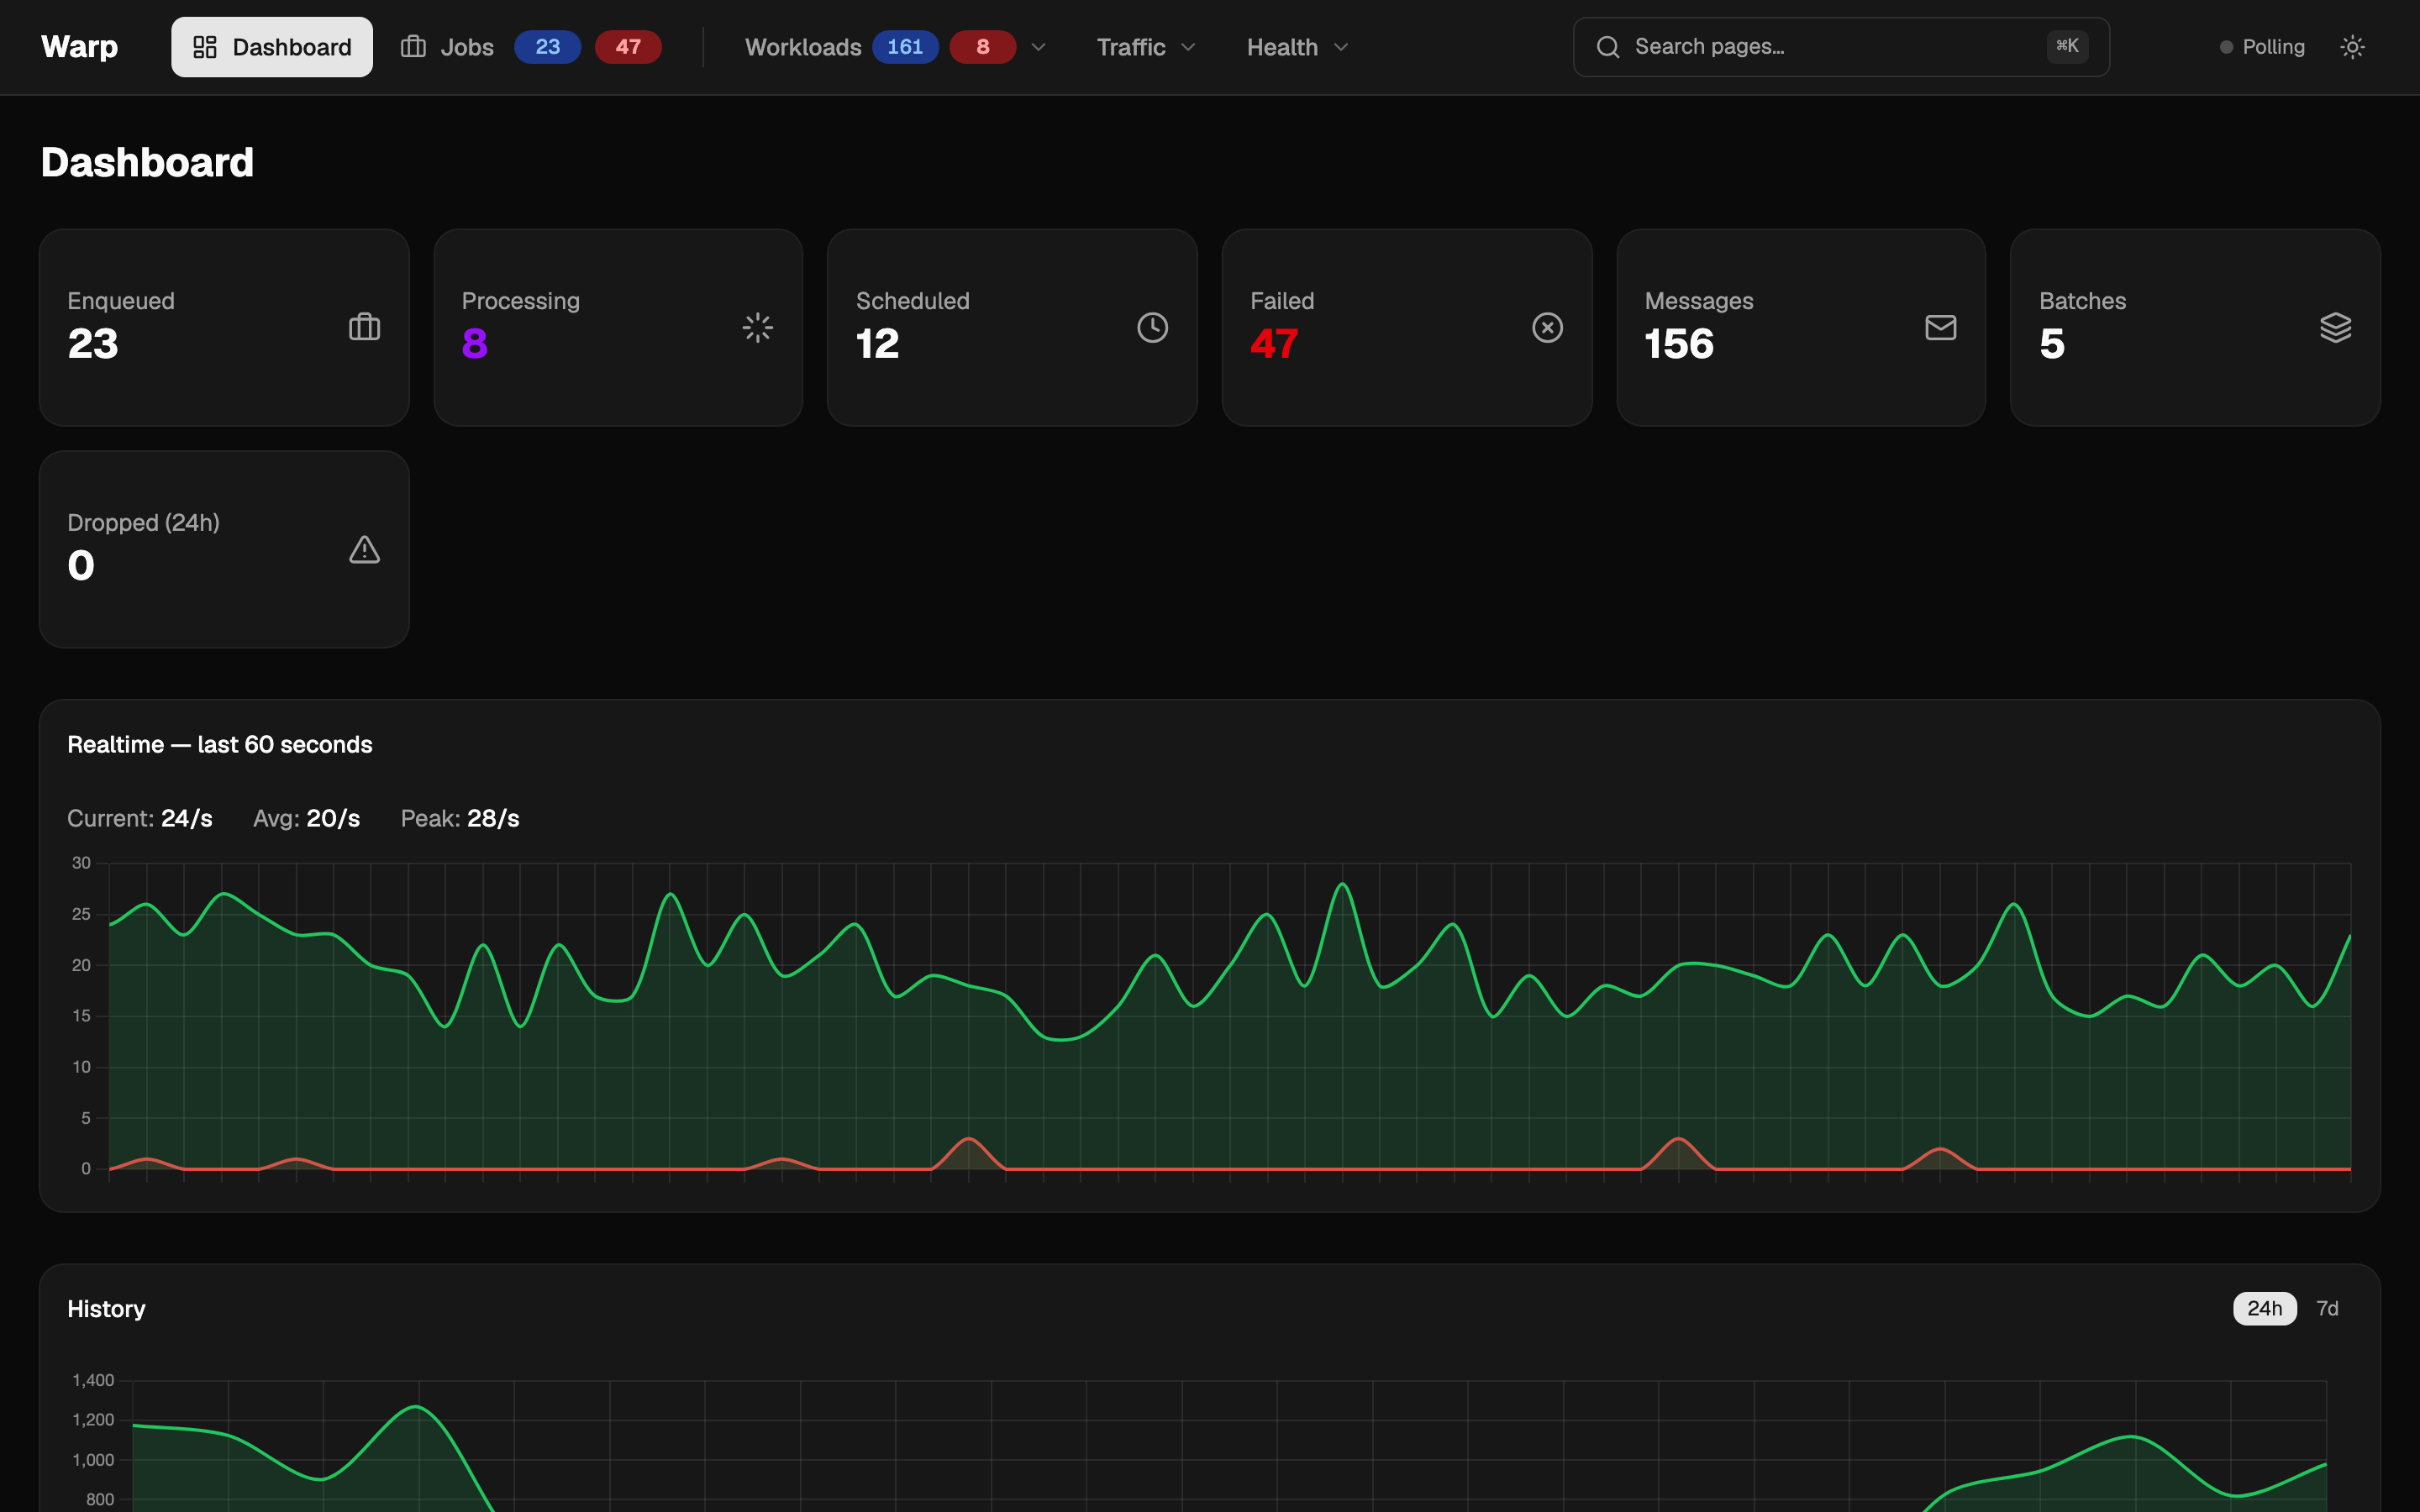 Warp Dashboard Jobs 23 47 Workloads 161 8 Traffic Health Search pages... ⌘K Polling
Dashboard
Enqueued
23
Processing
8
Scheduled
12
Failed
47
Messages
156
Batches
5
Dropped (24h)
0
Realtime — last 60 seconds
Current: 24/s Avg: 20/s Peak: 28/s
30
25
20
15
10
5
0
History 24h 7d
1,400
1,200
1,000
800